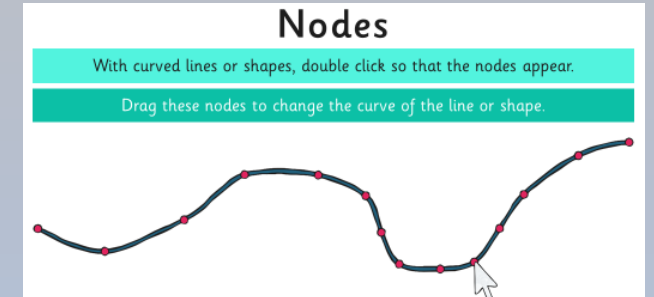 Nodes
With curved lines or shapes, double click so that the nodes appear.
Drag these nodes to change the curve of the line or shape.